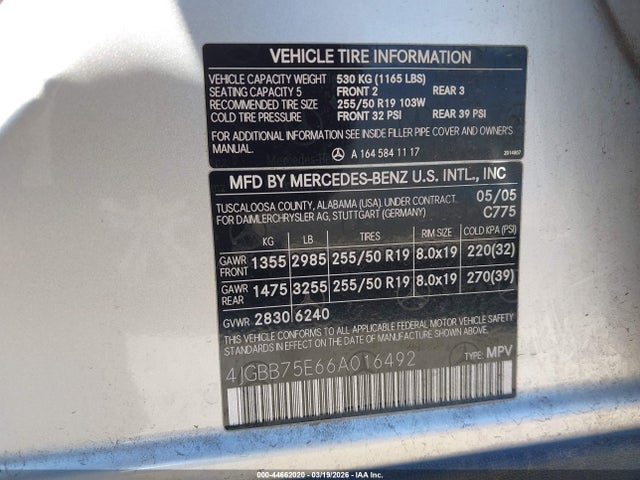 VEHICLE TIRE INFORMATION
VEHICLE CAPACITY WEIGHT 530 KG (1165 LBS)
SEATING CAPACITY 5 FRONT 2 REAR 3
RECOMMENDED TIRE SIZE 255/50 R19 103W
COLD TIRE PRESSURE FRONT 32 PSI REAR 39 PSI
FOR ADDITIONAL INFORMATION SEE INSIDE FILLER PIPE COVER AND OWNER'S
MANUAL.
A 164 584 11 17
MFD BY MERCEDES-BENZ U.S. INTL., INC
TUSCALOOSA COUNTY, ALABAMA (USA) UNDER CONTRACT 05/05
FOR DAIMLERCHRYSLER AG, STUTTGART (GERMANY) C775
KG LB TIRES RIM SIZE COLD KPA (PSI)
GAWR FRONT 1355 2985 255/50 R19 8.0x19 220(32)
GAWR REAR 1475 3255 255/50 R19 8.0x19 270(39)
GVWR 2830 6240
THIS VEHICLE CONFORMS TO ALL APPLICABLE FEDERAL MOTOR VEHICLE
SAFETY STANDARDS IN EFFECT ON THE DATE OF MANUFACTURE SHOWN ABOVE.
4JGBB75E66A016492 TYPE: MPV
000-44662020 - 03/19/2026 - IAA Inc.